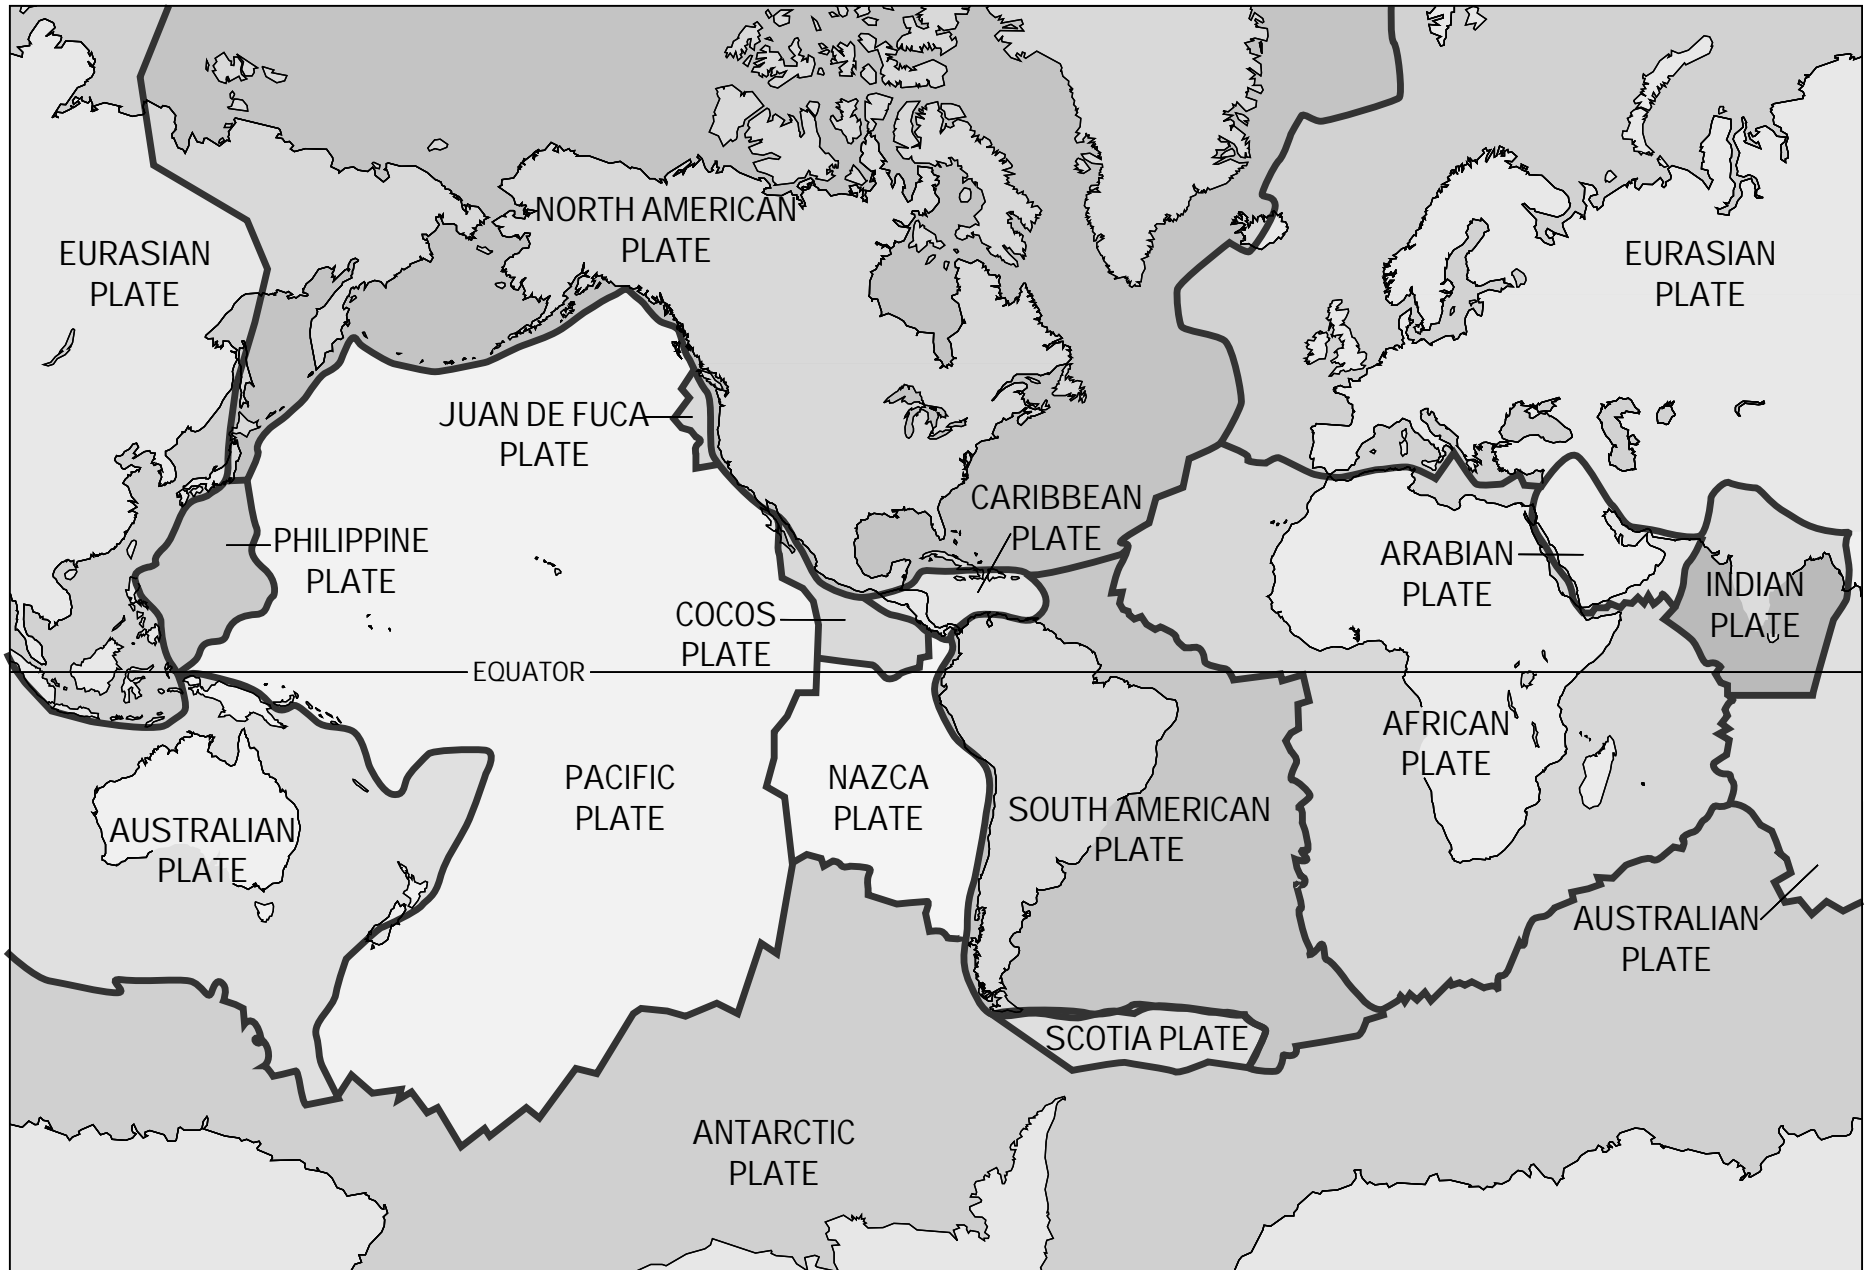 NORTH AMERICAN
PLATE
EURASIAN
PLATE
EURASIAN
PLATE
JUAN DE FUCA
PLATE
CARIBBEAN
PLATE
PHILIPPINE
PLATE
ARABIAN
PLATE
INDIAN
PLATE
COCOS
PLATE
EQUATOR
AFRICAN
PLATE
PACIFIC
PLATE
NAZCA
PLATE
SOUTH AMERICAN
PLATE
AUSTRALIAN
PLATE
AUSTRALIAN
PLATE
SCOTIA PLATE
ANTARCTIC
PLATE